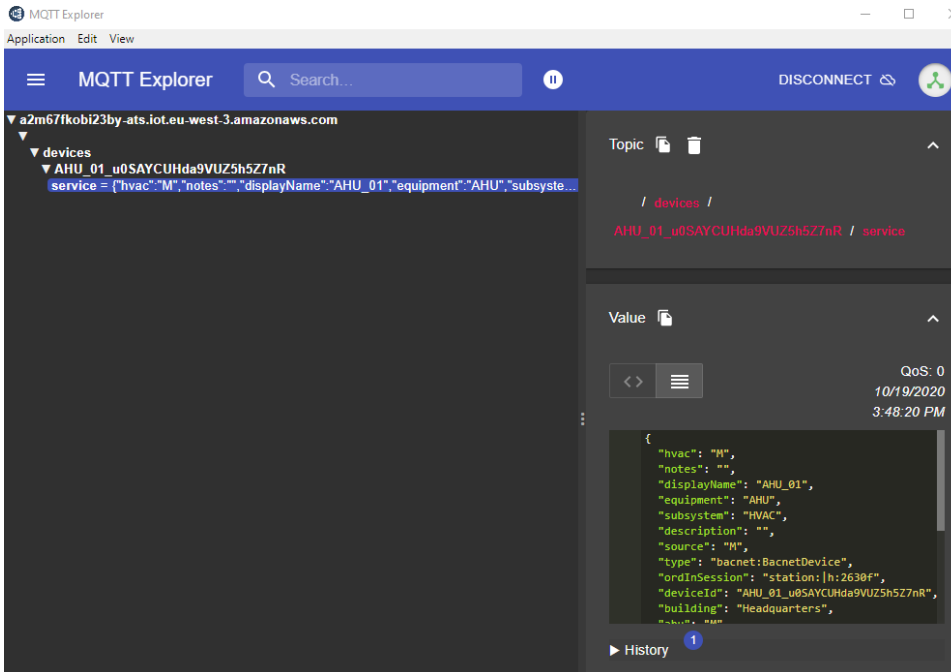 MQTT Explorer
Application Edit View
MQTT Explorer
Search...
DISCONNECT
▼ a2m67fkobi23by-ats.iot.eu-west-3.amazonaws.com
▼
▼ devices
▼ AHU_01_u0SAYCUHda9VUZ5h5Z7nR
service = {"hvac":"M","notes":"","displayName":"AHU_01","equipment":"AHU","subsyste...
Topic
/ devices /
AHU_01_u0SAYCUHda9VUZ5h5Z7nR / service
Value
QoS: 0
10/19/2020
3:48:20 PM
{
"hvac": "M",
"notes": "",
"displayName": "AHU_01",
"equipment": "AHU",
"subsystem": "HVAC",
"description": "",
"source": "M",
"type": "bacnet:BacnetDevice",
"ordInSession": "station:|h:2630f",
"deviceId": "AHU_01_u0SAYCUHda9VUZ5h5Z7nR",
"building": "Headquarters",
"ahu": "M"
▶ History 1